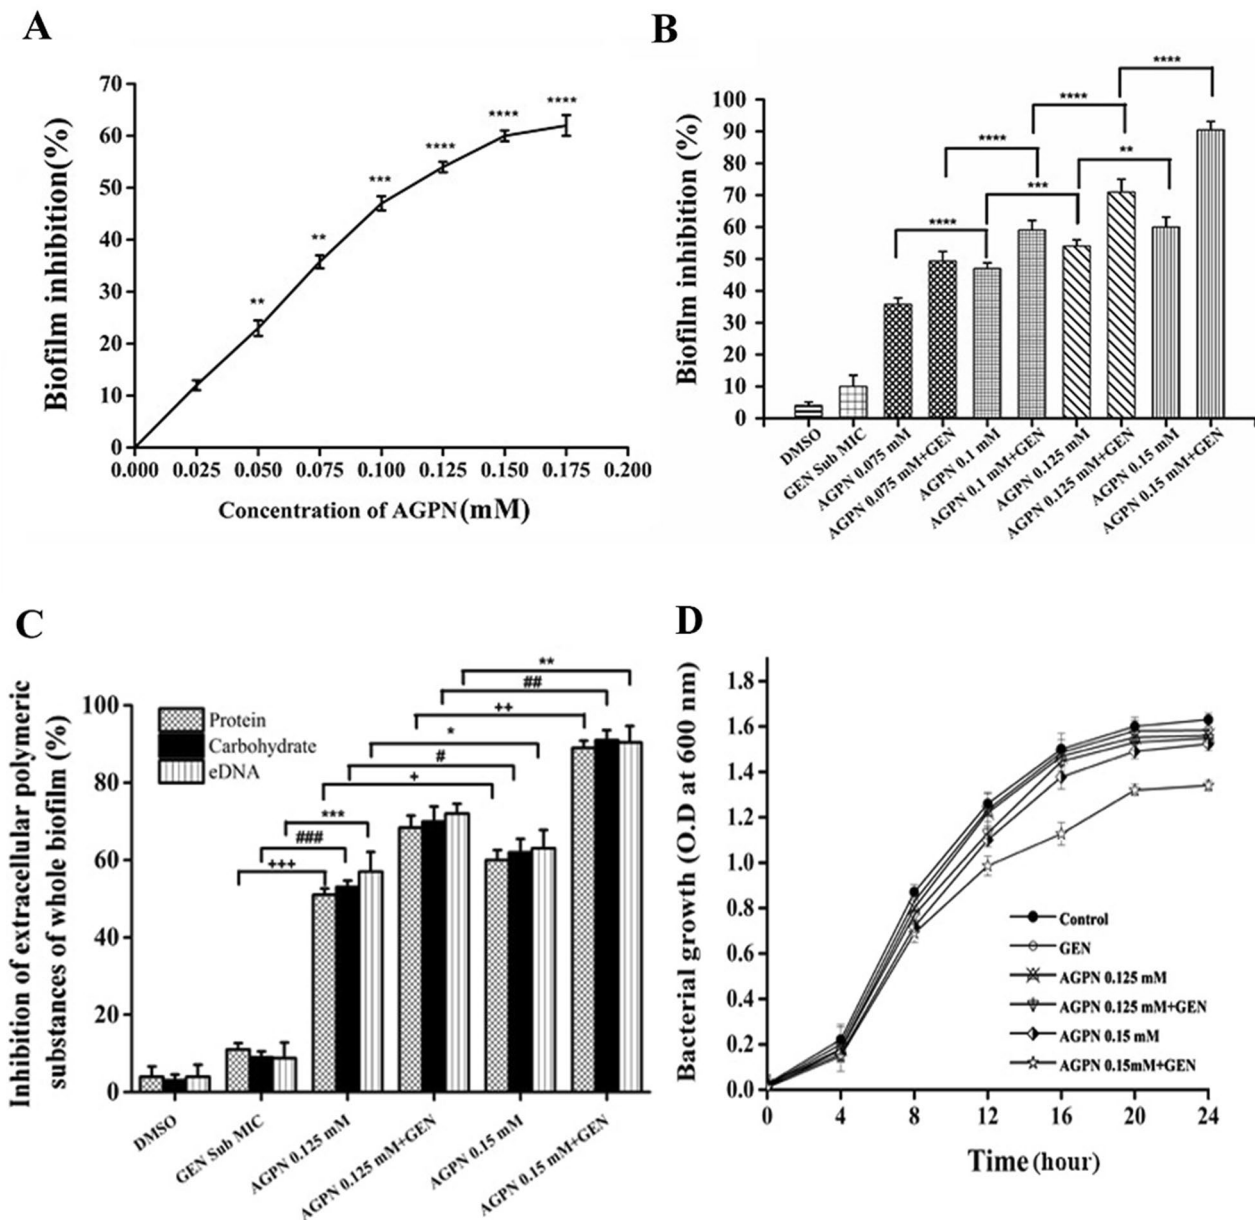 A
Biofilm inhibition(%)
70
60
50
40
30
20
10
0
**
**
***
****
****
****
0.000 0.025 0.050 0.075 0.100 0.125 0.150 0.175 0.200
Concentration of AGPN(mM)
B
Biofilm inhibition (%)
100
90
80
70
60
50
40
30
20
10
0
****
****
****
**
***
****
DMSO
GEN Sub MIC
AGPN 0.075 mM
AGPN 0.075 mM+GEN
AGPN 0.1 mM
AGPN 0.1 mM+GEN
AGPN 0.125 mM
AGPN 0.125 mM+GEN
AGPN 0.15 mM
AGPN 0.15 mM+GEN
C
Inhibition of extracellular polymeric
substances of whole biofilm (%)
100
80
60
40
20
0
Protein
Carbohydrate
eDNA
**
##
++
*
#
+
***
###
+++
DMSO
GEN Sub MIC
AGPN 0.125 mM
AGPN 0.125 mM+GEN
AGPN 0.15 mM
AGPN 0.15 mM+GEN
D
Bacterial growth (O.D at 600 nm)
1.8
1.6
1.4
1.2
1.0
0.8
0.6
0.4
0.2
0.0
Control
GEN
AGPN 0.125 mM
AGPN 0.125 mM+GEN
AGPN 0.15 mM
AGPN 0.15mM+GEN
0 4 8 12 16 20 24
Time (hour)